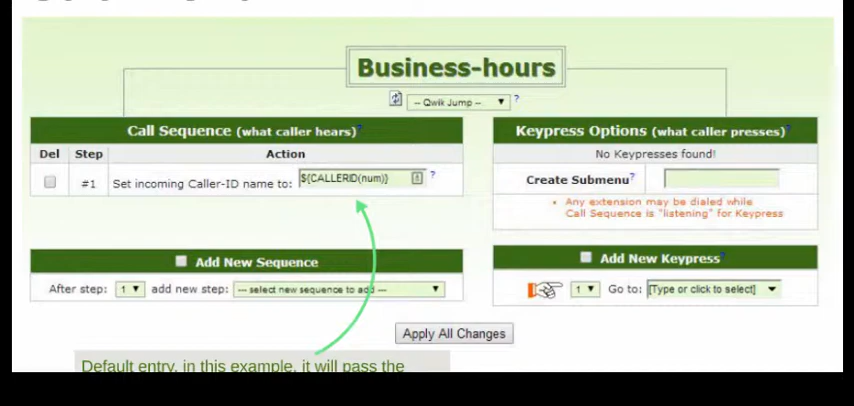 Business-hours
-- Qwik Jump -- ?
Call Sequence (what caller hears)?
Del Step Action
#1 Set incoming Caller-ID name to: ${CALLERID(num)} ?
Add New Sequence
After step: 1 add new step: --- select new sequence to add ---
Keypress Options (what caller presses)?
No Keypresses found!
Create Submenu?
• Any extension may be dialed while
Call Sequence is "listening" for Keypress
Add New Keypress?
1 Go to: [Type or click to select]
Apply All Changes
Default entry, in this example, it will pass the